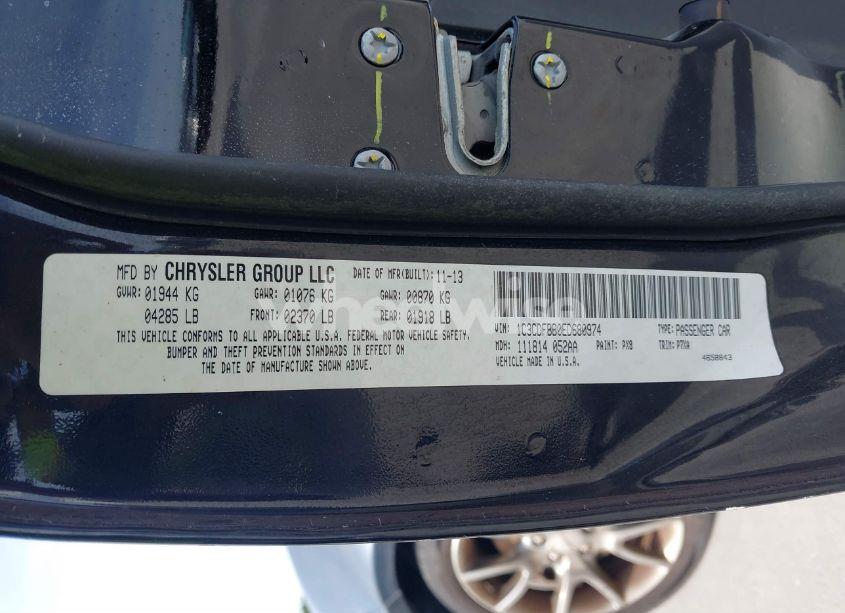 MFD BY CHRYSLER GROUP LLC DATE OF MFR(BUILT): 11-13
GVWR: 01944 KG GAWR: 01076 KG GAWR: 00870 KG
04285 LB FRONT: 02370 LB REAR: 01918 LB
THIS VEHICLE CONFORMS TO ALL APPLICABLE U.S.A. FEDERAL MOTOR VEHICLE SAFETY,
BUMPER AND THEFT PREVENTION STANDARDS IN EFFECT ON
THE DATE OF MANUFACTURE SHOWN ABOVE.
VIN: 1C3CDFBB0ED680974 TYPE: PASSENGER CAR
MDH: 111814 052AA PAINT: PX8 TRIM: P7XA
VEHICLE MADE IN U.S.A. 4658843